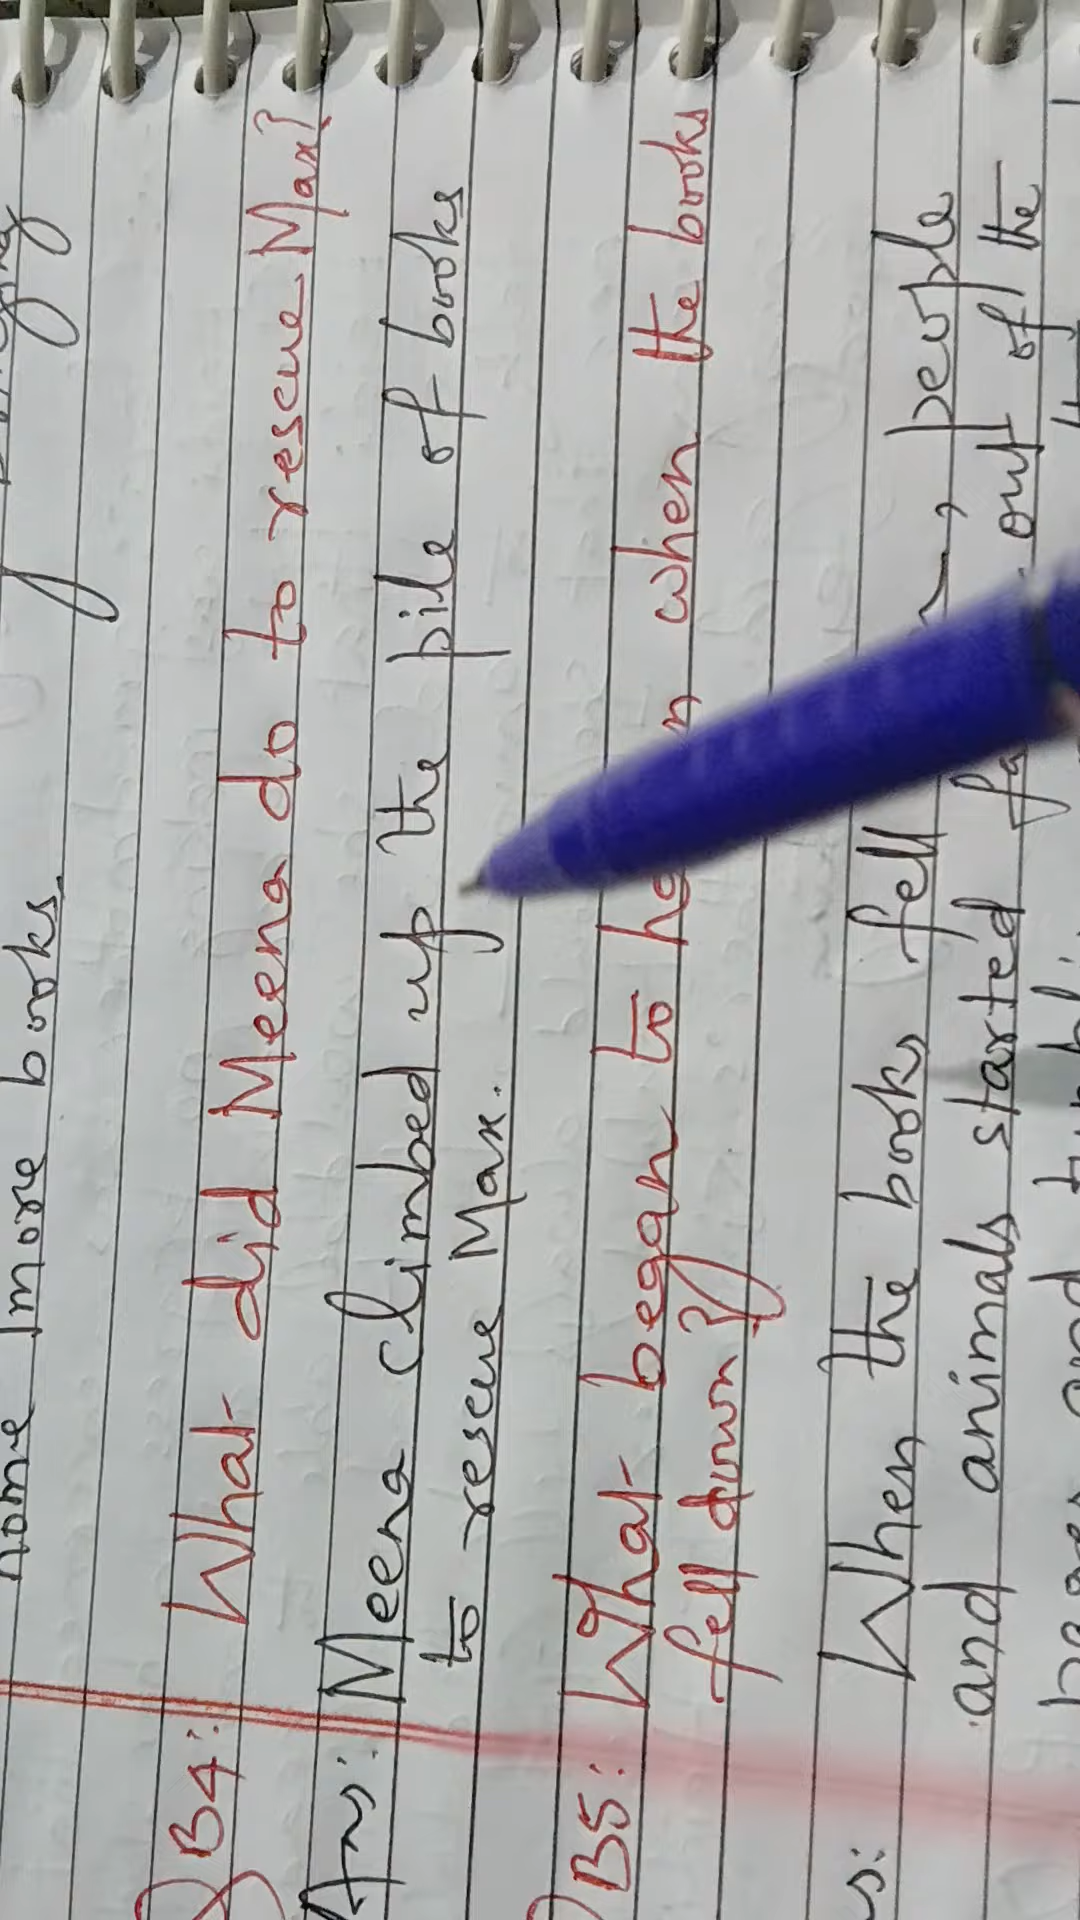 home more books.
B4: What did Meena do to rescue Max?
Ans: Meena climbed up the pile of books
to rescue Max.
B5: What began to when the books
fell down?
When the books fell , people
and animals started out of the
pages and